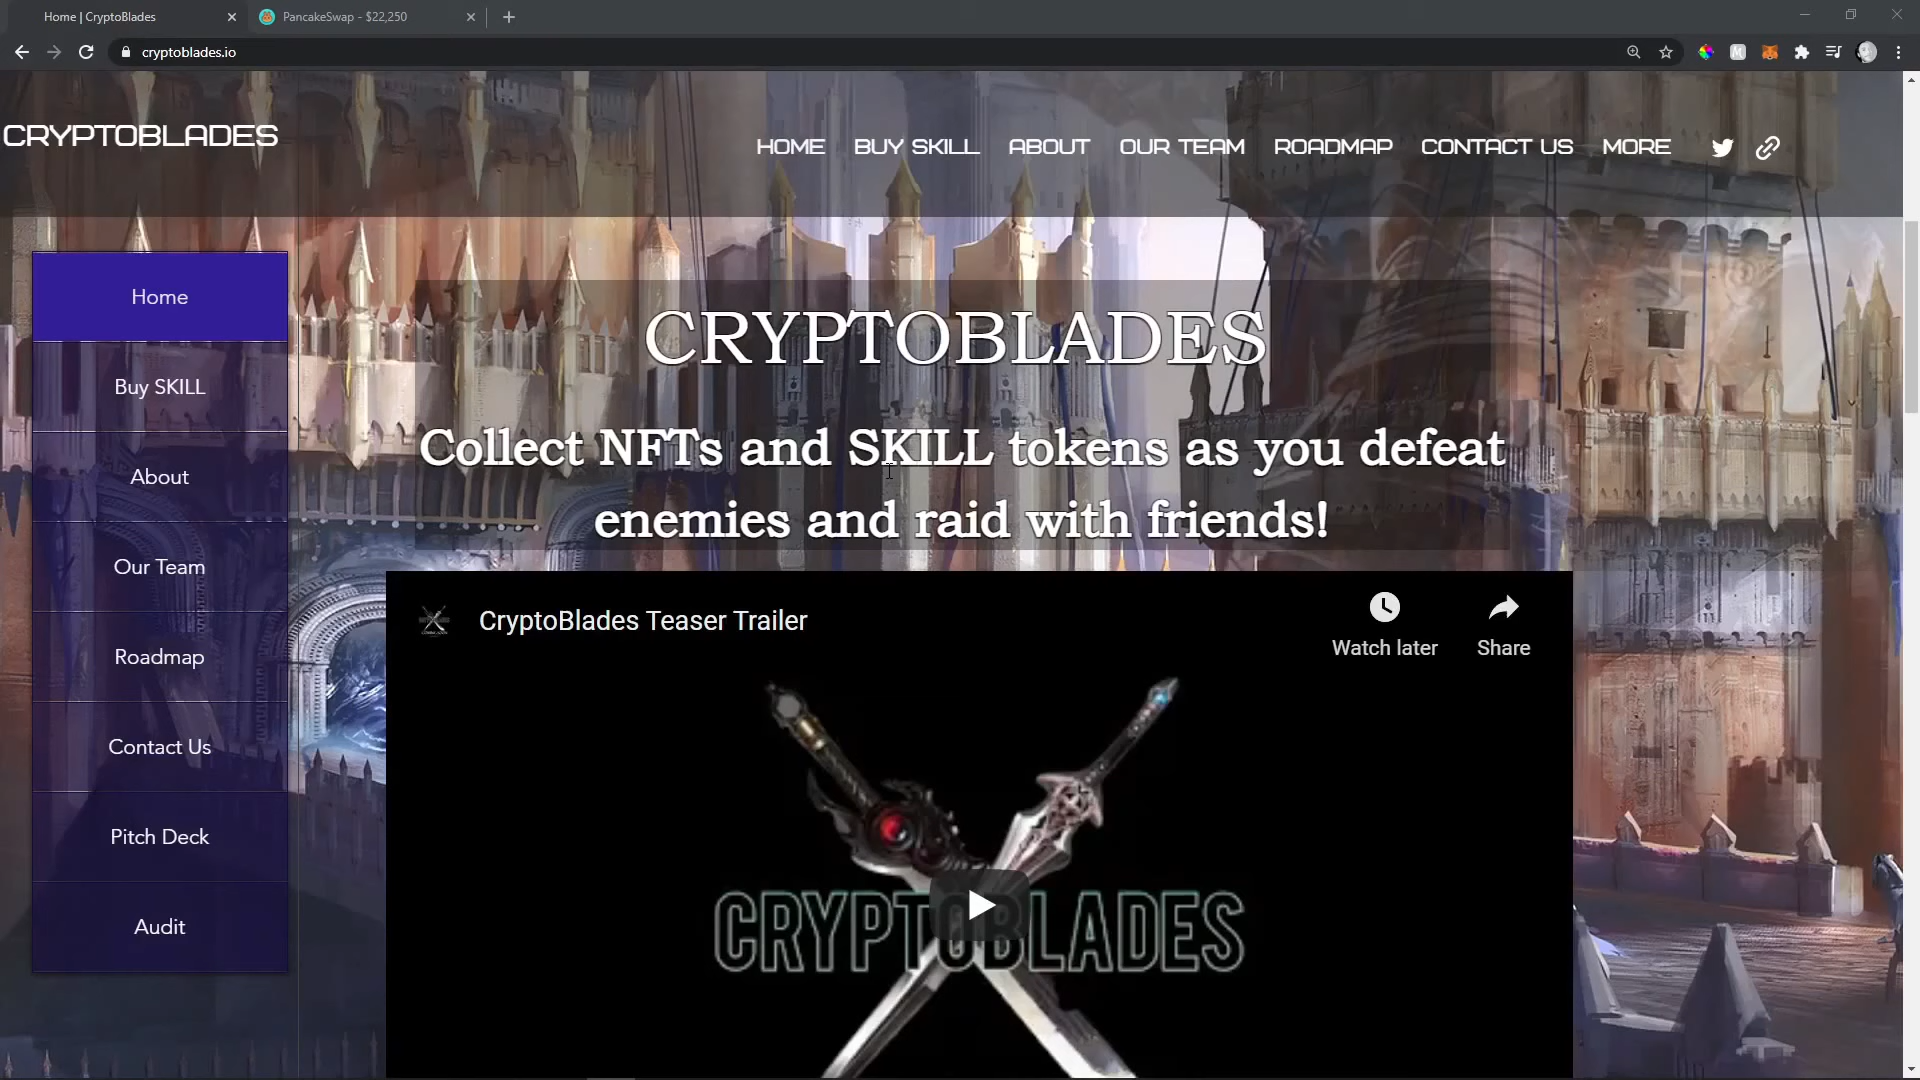 Home | CryptoBlades
PancakeSwap - $22,250
cryptoblades.io
CRYPTOBLADES
HOME BUY SKILL ABOUT OUR TEAM ROADMAP CONTACT US MORE
Home
Buy SKILL
About
Our Team
Roadmap
Contact Us
Pitch Deck
Audit
CRYPTOBLADES
Collect NFTs and SKILL tokens as you defeat
enemies and raid with friends!
CryptoBlades Teaser Trailer
Watch later
Share
CRYPTOBLADES